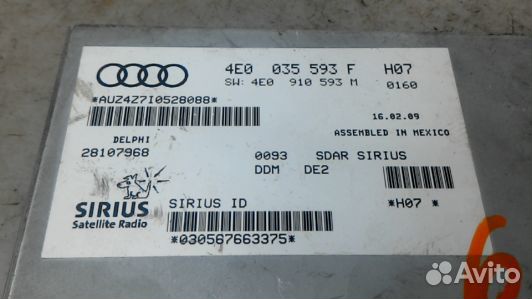 4E0 035 593 F H07
SW: 4E0 910 593 M 0160
*AUZ4Z7I0528088*
16.02.09
ASSEMBLED IN MEXICO
DELPHI
28107968
0093 SDAR SIRIUS
DDM DE2
SIRIUS
Satellite Radio
SIRIUS ID
*H07 *
*030567663375*
6
Avito